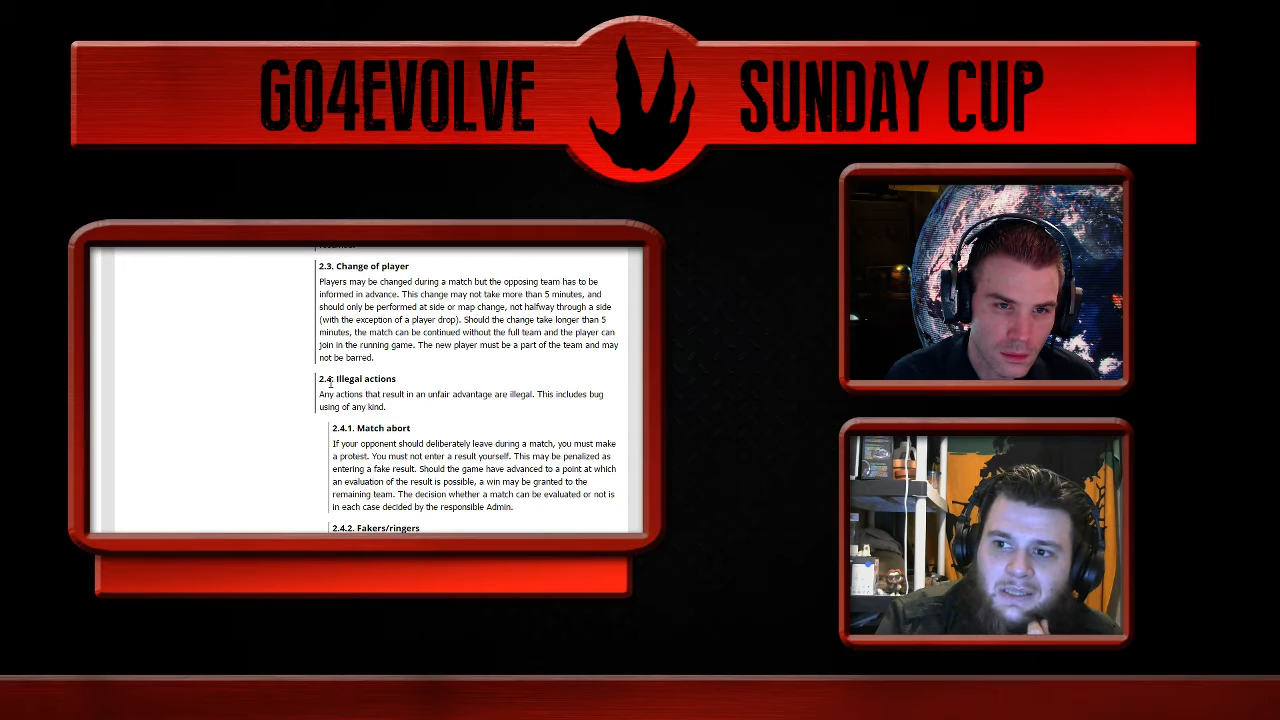 GO4EVOLVE SUNDAY CUP
2.3. Change of player
Players may be changed during a match but the opposing team has to be
informed in advance. This change may not take more than 5 minutes, and
should only be performed at side or map change, not halfway through a side
(with the exception of a player drop). Should the change take longer than 5
minutes, the match can be continued without the full team and the player can
join in the running game. The new player must be a part of the team and may
not be barred.
2.4. Illegal actions
Any actions that result in an unfair advantage are illegal. This includes bug
using of any kind.
2.4.1. Match abort
If your opponent should deliberately leave during a match, you must make
a protest. You must not enter a result yourself. This may be penalized as
entering a fake result. Should the game have advanced to a point at which
an evaluation of the result is possible, a win may be granted to the
remaining team. The decision whether a match can be evaluated or not is
in each case decided by the responsible Admin.
2.4.2. Fakers/ringers